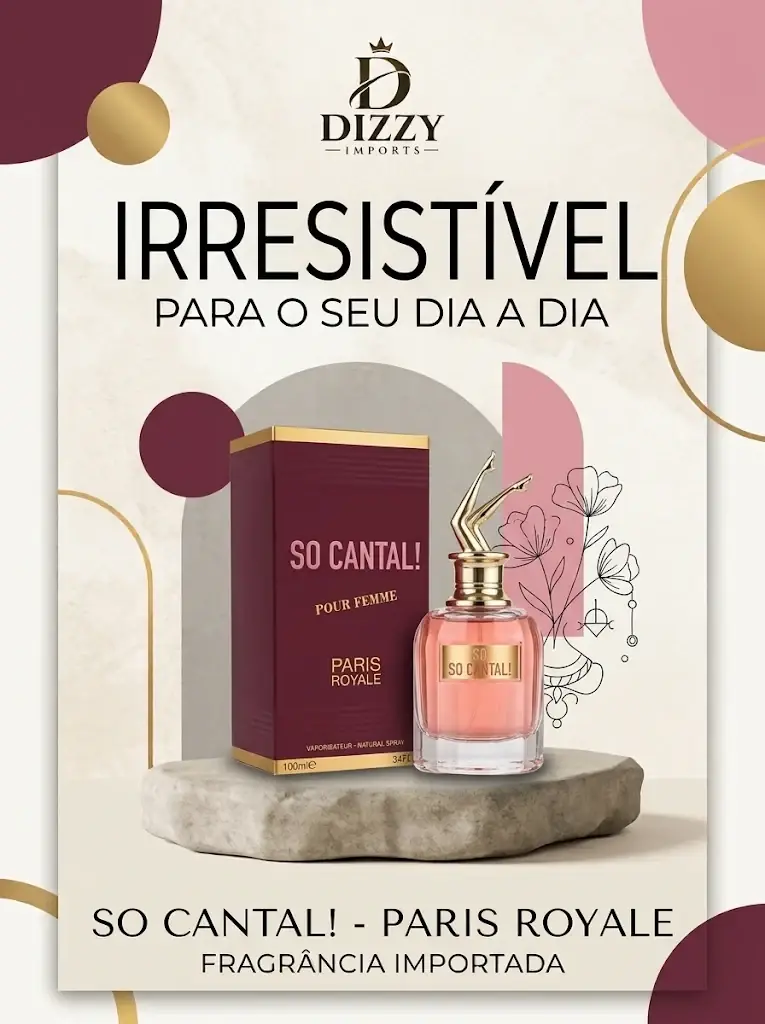 D
DIZZY
IMPORTS
IRRESISTÍVEL
PARA O SEU DIA A DIA
SO CANTAL!
POUR FEMME
PARIS
ROYALE
VAPORISATEUR - NATURAL SPRAY
100ml℮
SO
SO CANTAL!
SO CANTAL! - PARIS ROYALE
FRAGRÂNCIA IMPORTADA